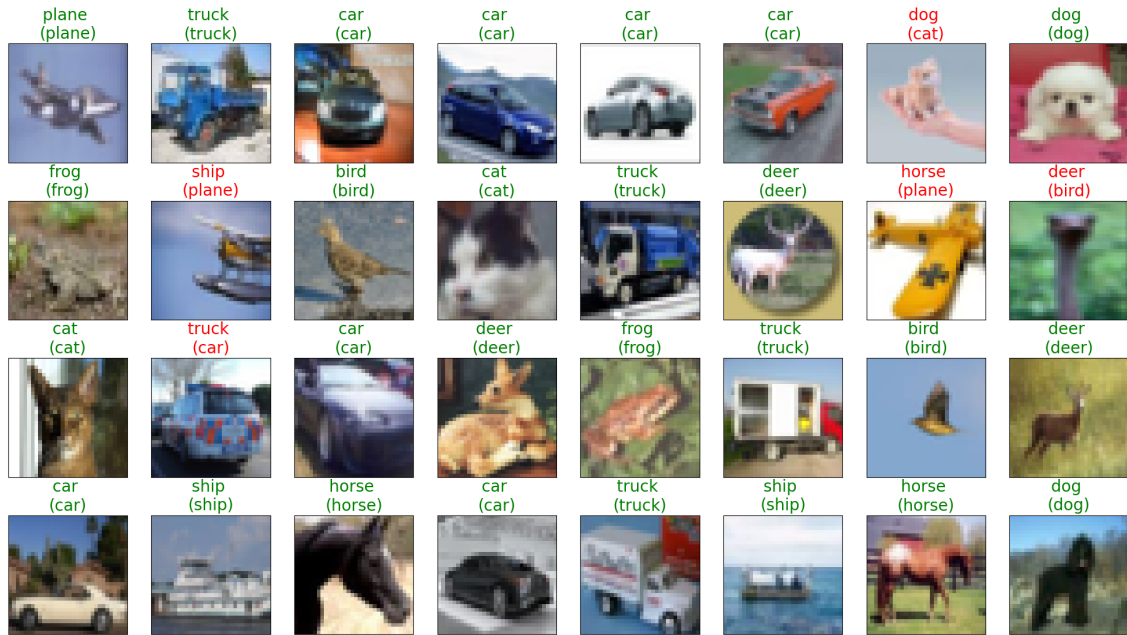 plane truck car car car car dog dog
(plane) (truck) (car) (car) (car) (car) (cat) (dog)
frog ship bird cat truck deer horse deer
(frog) (plane) (bird) (cat) (truck) (deer) (plane) (bird)
cat truck car deer frog truck bird deer
(cat) (car) (car) (deer) (frog) (truck) (bird) (deer)
car ship horse car truck ship horse dog
(car) (ship) (horse) (car) (truck) (ship) (horse) (dog)